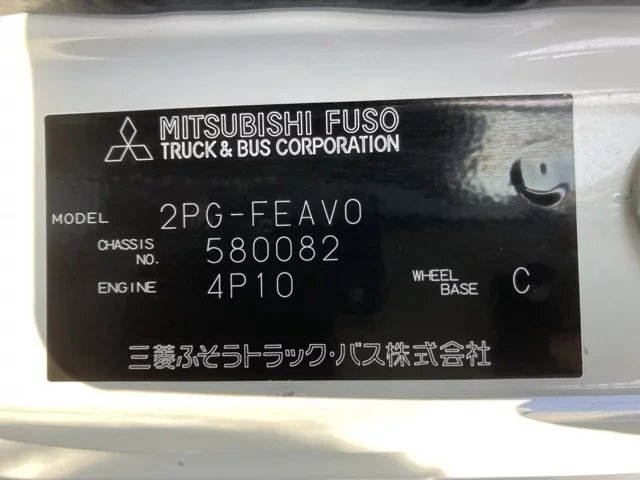 MITSUBISHI FUSO
TRUCK & BUS CORPORATION
MODEL 2PG-FEAV0
CHASSIS NO. 580082
ENGINE 4P10 WHEEL BASE C
三菱ふそうトラック・バス株式会社